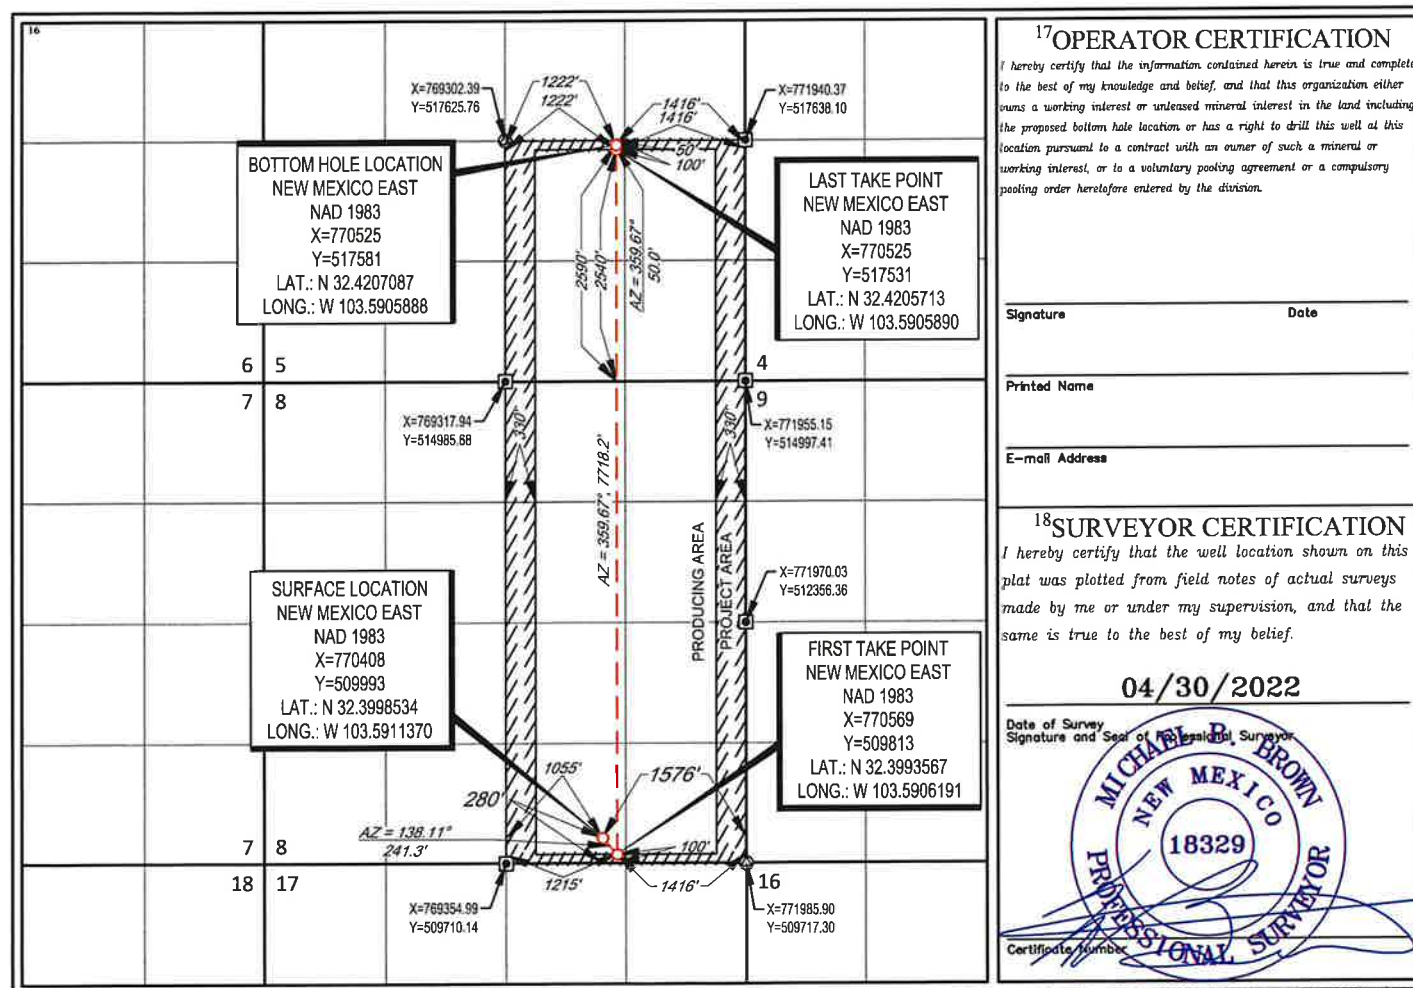 16
X=769302.39
Y=517625.76
1222'
1222'
1416'
1416'
X=771940.37
Y=517638.10
50'
100'
BOTTOM HOLE LOCATION
NEW MEXICO EAST
NAD 1983
X=770525
Y=517581
LAT.: N 32.4207087
LONG.: W 103.5905888
LAST TAKE POINT
NEW MEXICO EAST
NAD 1983
X=770525
Y=517531
LAT.: N 32.4205713
LONG.: W 103.5905890
2590'
2540'
AZ = 359.67°
50.0'
6 5
7 8
4
9
X=769317.94
Y=514985.68
X=771955.15
Y=514997.41
330'
330'
AZ = 359.67°, 7718.2'
PRODUCING AREA
PROJECT AREA
X=771970.03
Y=512356.36
SURFACE LOCATION
NEW MEXICO EAST
NAD 1983
X=770408
Y=509993
LAT.: N 32.3998534
LONG.: W 103.5911370
FIRST TAKE POINT
NEW MEXICO EAST
NAD 1983
X=770569
Y=509813
LAT.: N 32.3993567
LONG.: W 103.5906191
1055'
1576'
280'
AZ = 138.11°
241.3'
100'
7 8
18 17
16
1215'
1416'
X=769354.99
Y=509710.14
X=771985.90
Y=509717.30
17OPERATOR CERTIFICATION
I hereby certify that the information contained herein is true and complete
to the best of my knowledge and belief, and that this organization either
owns a working interest or unleased mineral interest in the land including
the proposed bottom hole location or has a right to drill this well at this
location pursuant to a contract with an owner of such a mineral or
working interest, or to a voluntary pooling agreement or a compulsory
pooling order heretofore entered by the division.
Signature Date
Printed Name
E-mail Address
18SURVEYOR CERTIFICATION
I hereby certify that the well location shown on this
plat was plotted from field notes of actual surveys
made by me or under my supervision, and that the
same is true to the best of my belief.
04/30/2022
Date of Survey
Signature and Seal of Professional Surveyor
MICHAEL B. BROWN
NEW MEXICO
18329
PROFESSIONAL SURVEYOR
Certificate Number